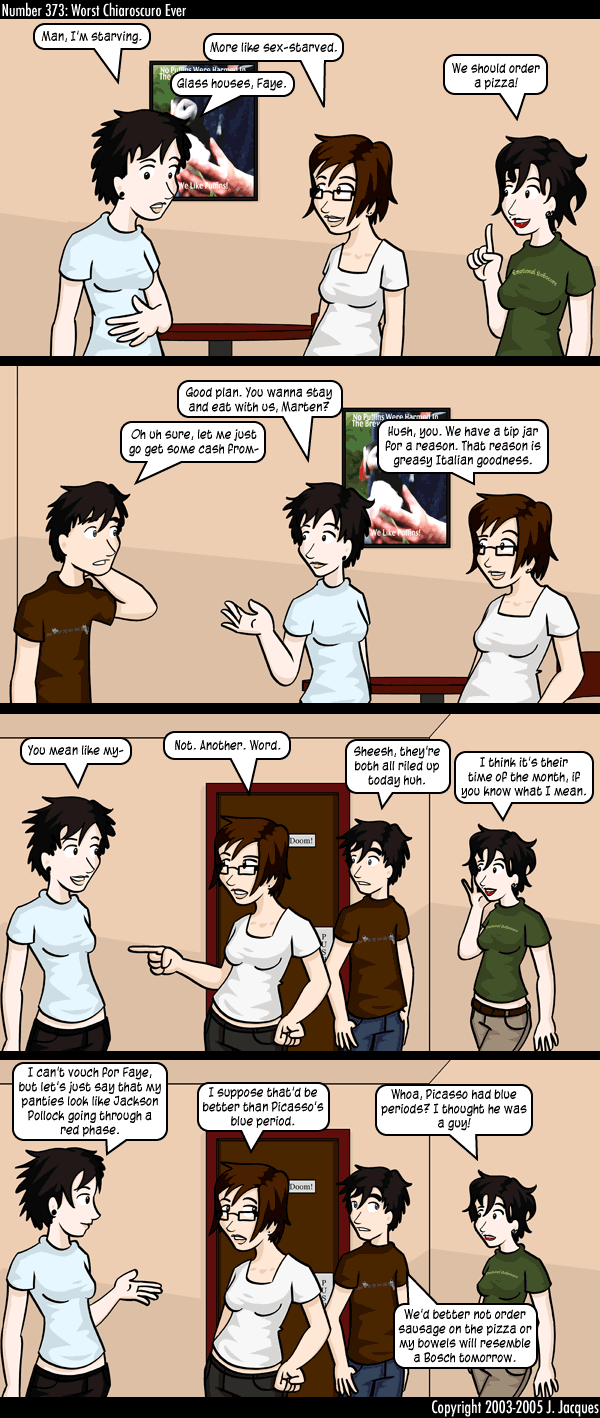 Number 373: Worst Chiaroscuro Ever
Man, I'm starving.
More like sex-starved.
Glass houses, Faye.
We should order
a pizza!
No Puffins Were Harmed In
We Like Puffins!
Emotional Hardcore
Good plan. You wanna stay
and eat with us, Marten?
Oh uh sure, let me just
go get some cash from-
Hush, you. We have a tip jar
for a reason. That reason is
greasy Italian goodness.
No Puffins Were Harmed In
The Brew
We Like Puffins!
You mean like my-
Not. Another. Word.
Sheesh, they're
both all riled up
today huh.
I think it's their
time of the month, if
you know what I mean.
Doom!
P
U
S
I can't vouch for Faye,
but let's just say that my
panties look like Jackson
Pollock going through a
red phase.
I suppose that'd be
better than Picasso's
blue period.
Whoa, Picasso had blue
periods? I thought he was
a guy!
Doom!
P
U
S
We'd better not order
sausage on the pizza or
my bowels will resemble
a Bosch tomorrow.
Copyright 2003-2005 J. Jacques